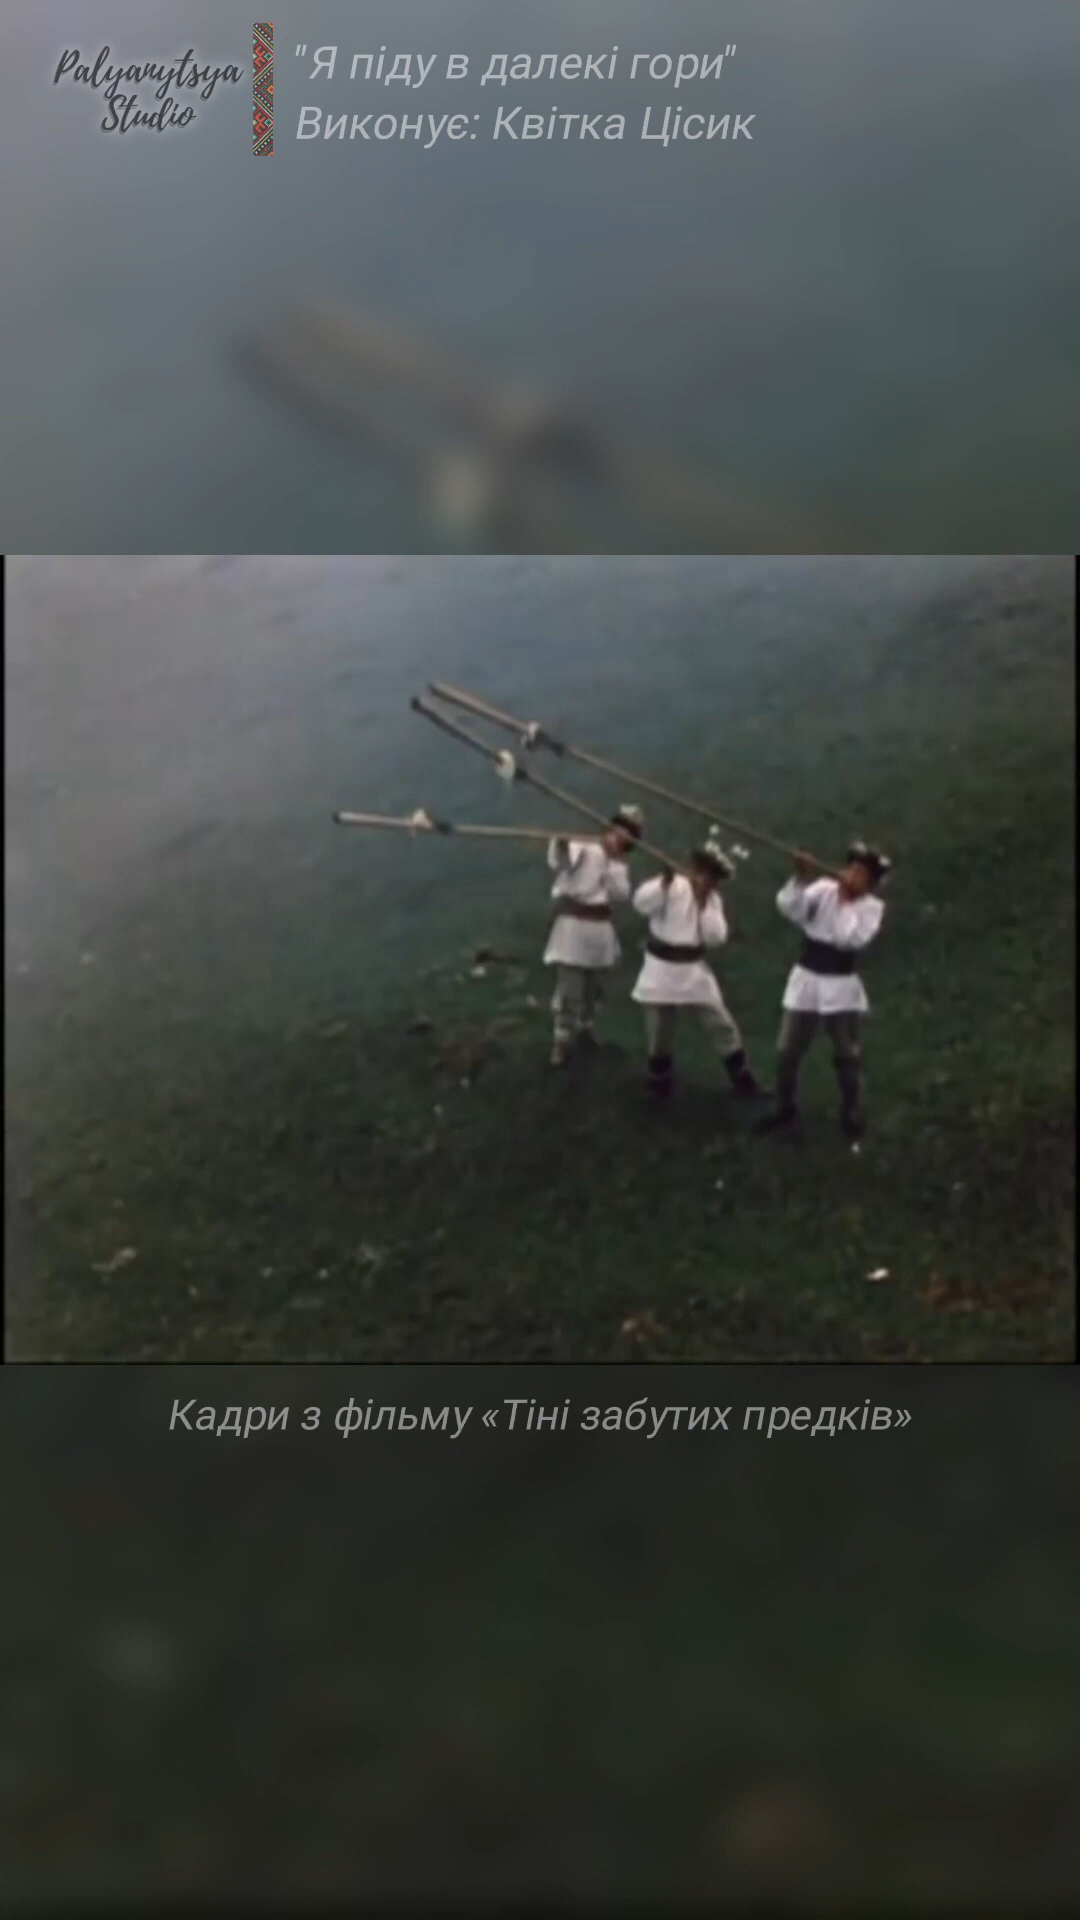 Palyanytsya
Studio
"Я піду в далекі гори"
Виконує: Квітка Цісик
Кадри з фільму «Тіні забутих предків»